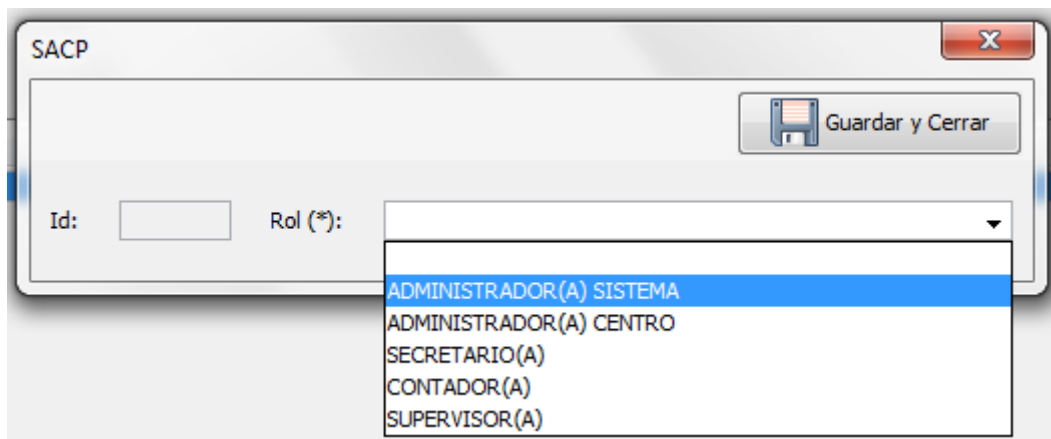 SACP
Guardar y Cerrar
Id: Rol (*):
ADMINISTRADOR(A) SISTEMA
ADMINISTRADOR(A) CENTRO
SECRETARIO(A)
CONTADOR(A)
SUPERVISOR(A)